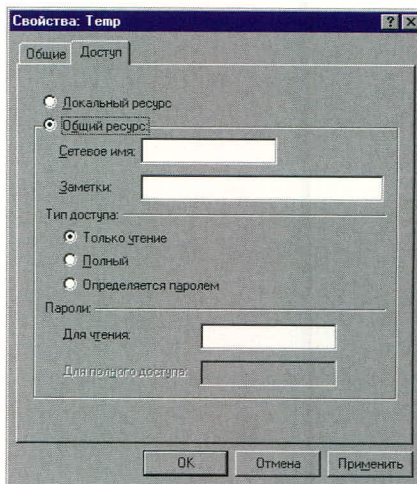 Свойства: Temp
Общие Доступ
Локальный ресурс
Общий ресурс:
Сетевое имя:
Заметки:
Тип доступа:
Только чтение
Полный
Определяется паролем
Пароли:
Для чтения:
Для полного доступа:
OK Отмена Применить